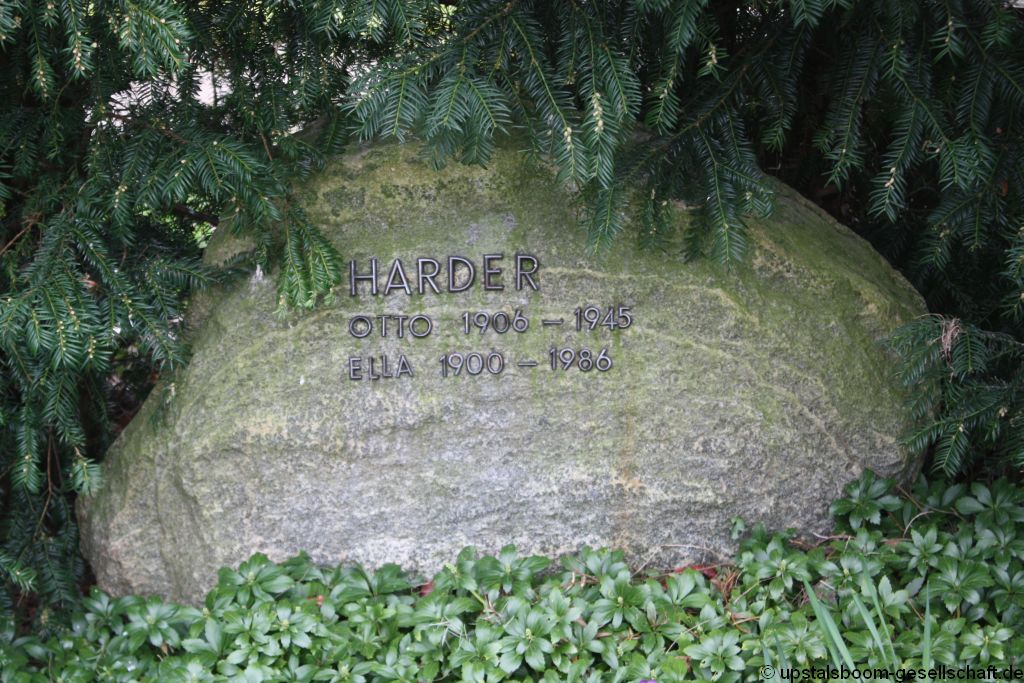 HARDER
OTTO 1906 – 1945
ELLA 1900 – 1986
© upstalsboom-gesellschaft.de